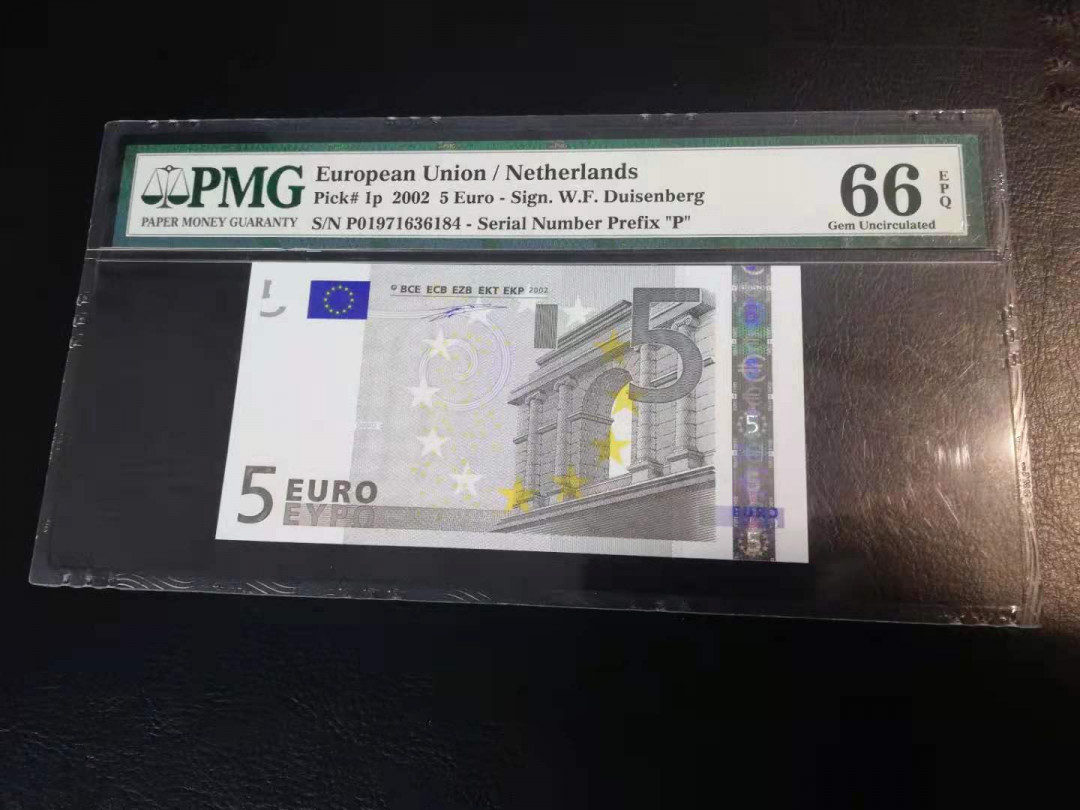 PMG
PAPER MONEY GUARANTY
European Union / Netherlands
Pick# 1p 2002 5 Euro - Sign. W.F. Duisenberg
S/N P01971636184 - Serial Number Prefix "P"
66
EPQ
Gem Uncirculated
© BCE ECB EZB EKT EKP 2002
5
5
5 EURO
ΕΥΡΩ
EURO
5